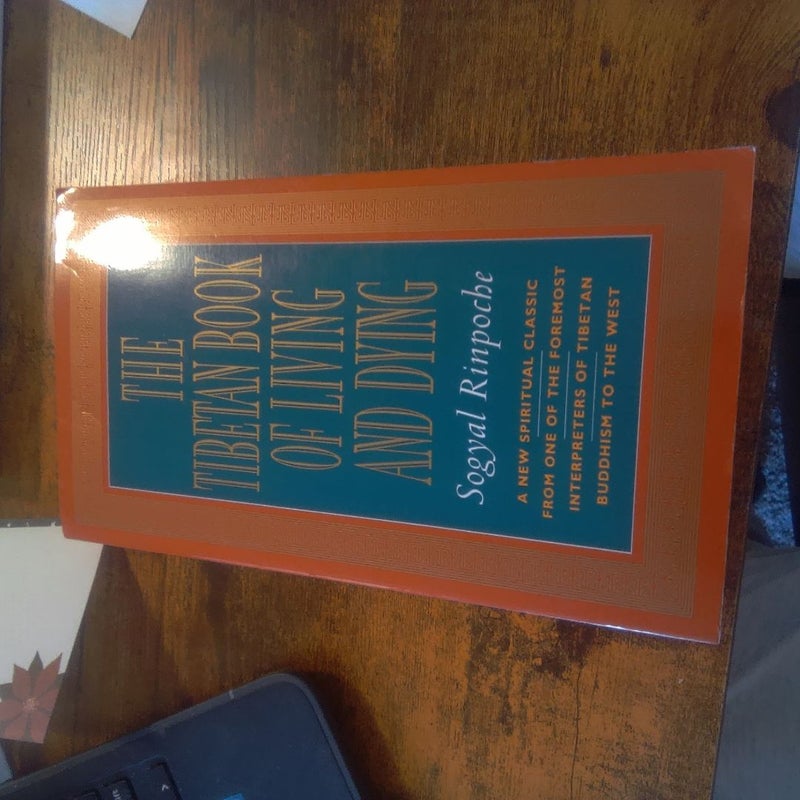 THE
TIBETAN BOOK
OF LIVING
AND DYING
Sogyal Rinpoche
A NEW SPIRITUAL CLASSIC
FROM ONE OF THE FOREMOST
INTERPRETERS OF TIBETAN
BUDDHISM TO THE WEST